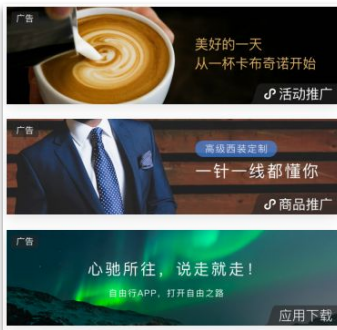 广告
美好的一天
从一杯卡布奇诺开始
活动推广
广告
高级西装定制
一针一线都懂你
商品推广
广告
心驰所往，说走就走！
自由行APP，打开自由之路
应用下载